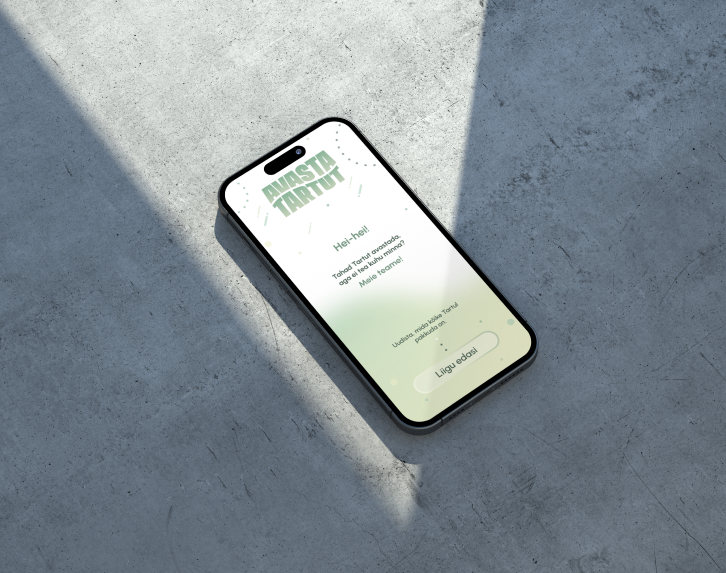 AVASTA
TARTUT
Hei-hei!
Tahad Tartut avastada,
aga ei tea kuhu minna?
Meie teame!
Uudista, mida kõike Tartul
pakkuda on.
Liigu edasi